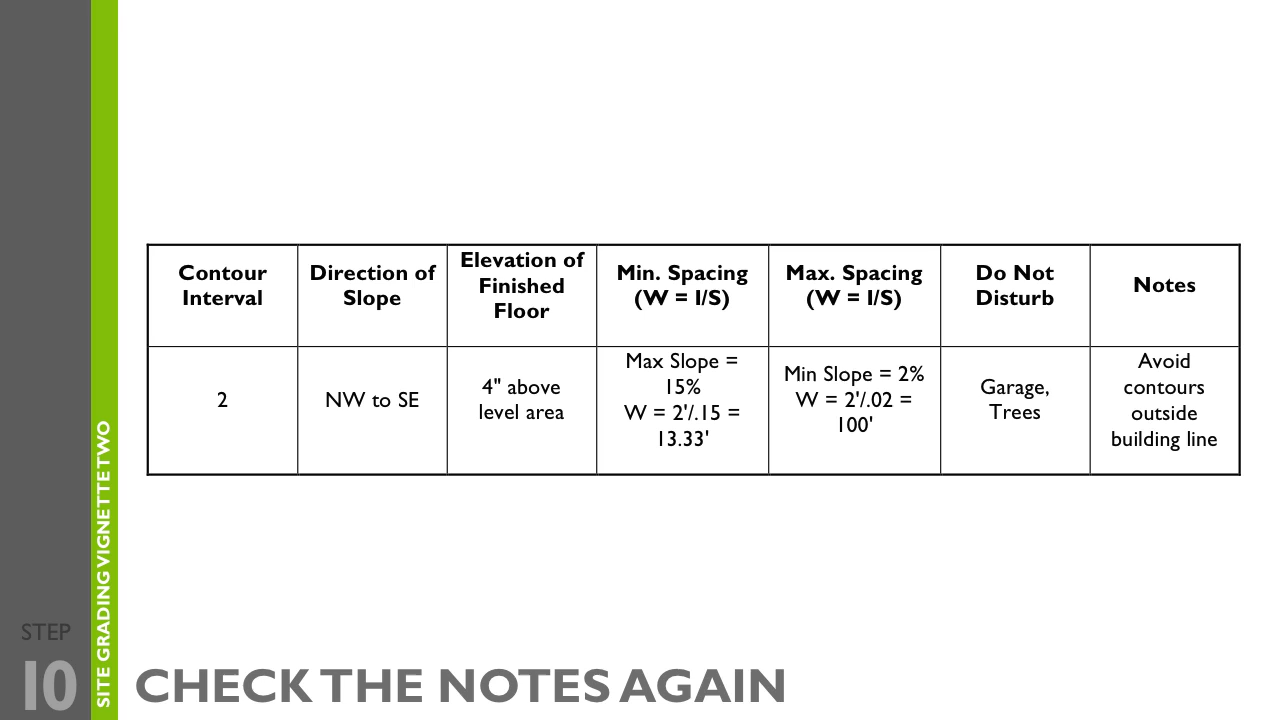 Contour
Interval
Direction of
Slope
Elevation of
Finished
Floor
Min. Spacing
(W = I/S)
Max. Spacing
(W = I/S)
Do Not
Disturb
Notes
2
NW to SE
4" above
level area
Max Slope =
15%
W = 2'/.15 =
13.33'
Min Slope = 2%
W = 2'/.02 =
100'
Garage,
Trees
Avoid
contours
outside
building line
SITE GRADING VIGNETTE TWO
STEP
10
CHECK THE NOTES AGAIN